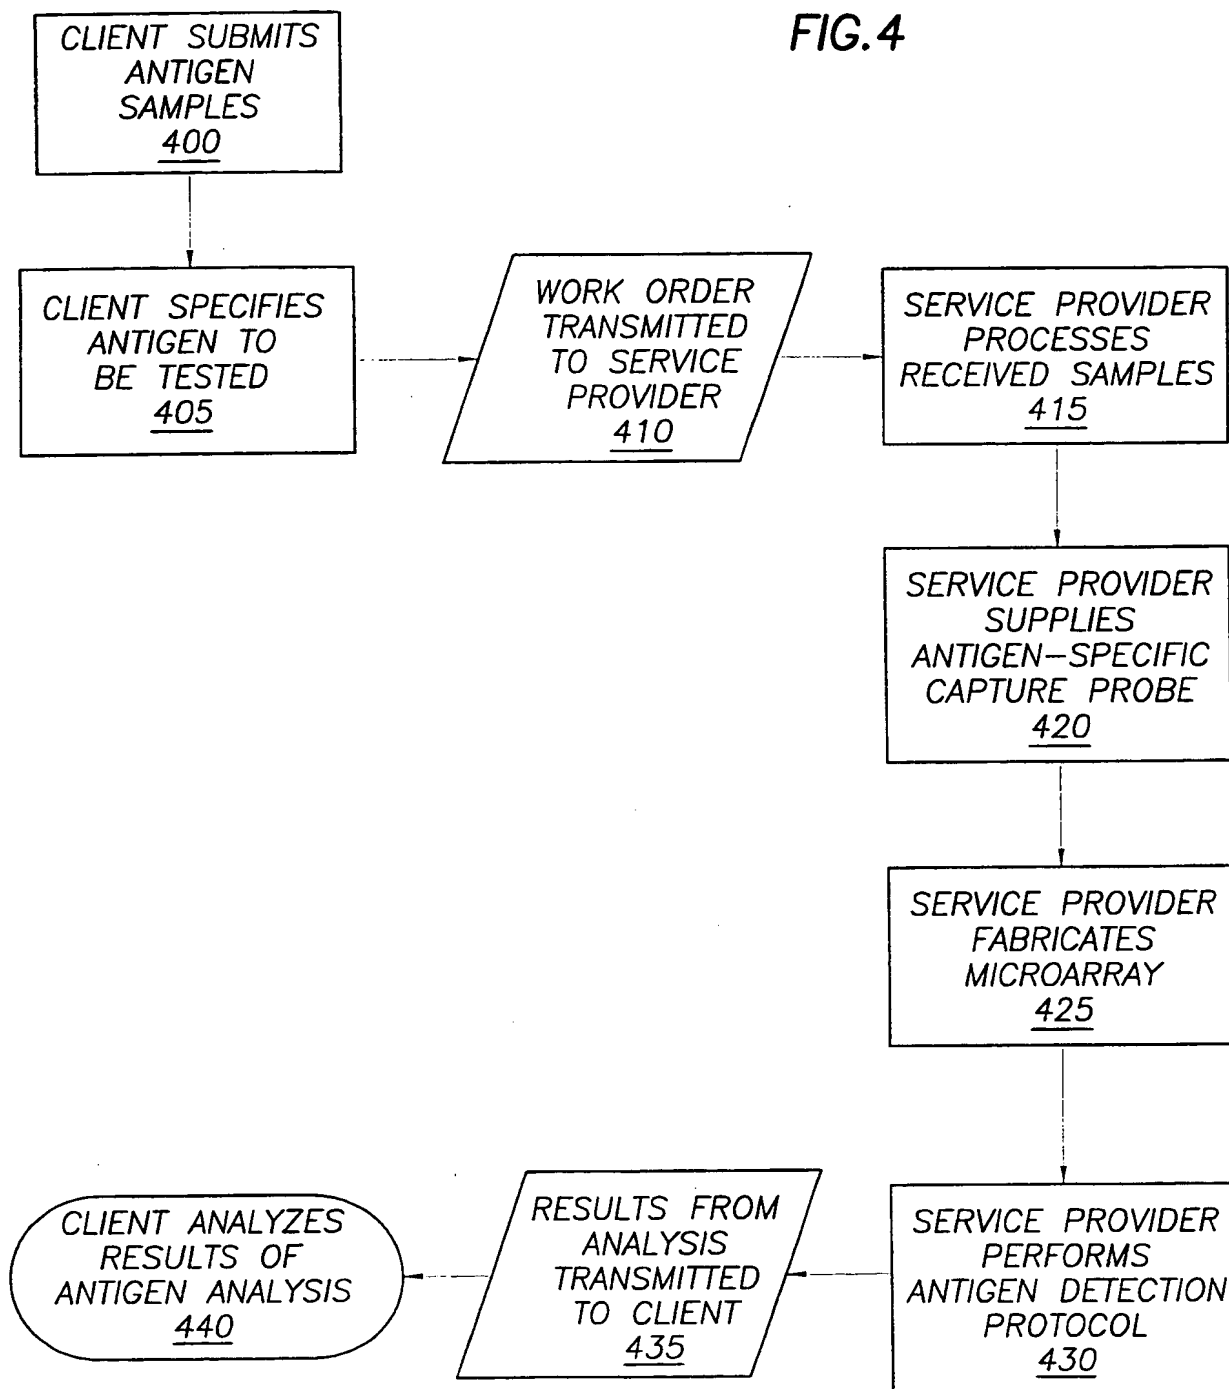 FIG.4
CLIENT SUBMITS
ANTIGEN
SAMPLES
400
CLIENT SPECIFIES
ANTIGEN TO
BE TESTED
405
WORK ORDER
TRANSMITTED
TO SERVICE
PROVIDER
410
SERVICE PROVIDER
PROCESSES
RECEIVED SAMPLES
415
SERVICE PROVIDER
SUPPLIES
ANTIGEN-SPECIFIC
CAPTURE PROBE
420
SERVICE PROVIDER
FABRICATES
MICROARRAY
425
SERVICE PROVIDER
PERFORMS
ANTIGEN DETECTION
PROTOCOL
430
RESULTS FROM
ANALYSIS
TRANSMITTED
TO CLIENT
435
CLIENT ANALYZES
RESULTS OF
ANTIGEN ANALYSIS
440